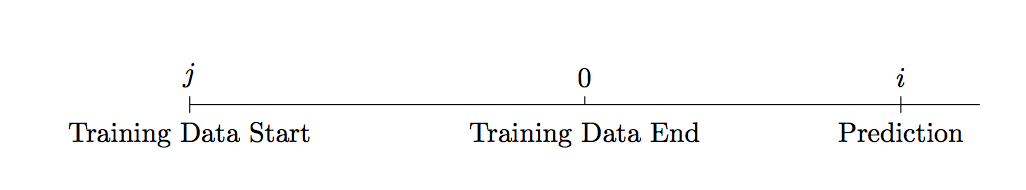 j 0 i
Training Data Start Training Data End Prediction